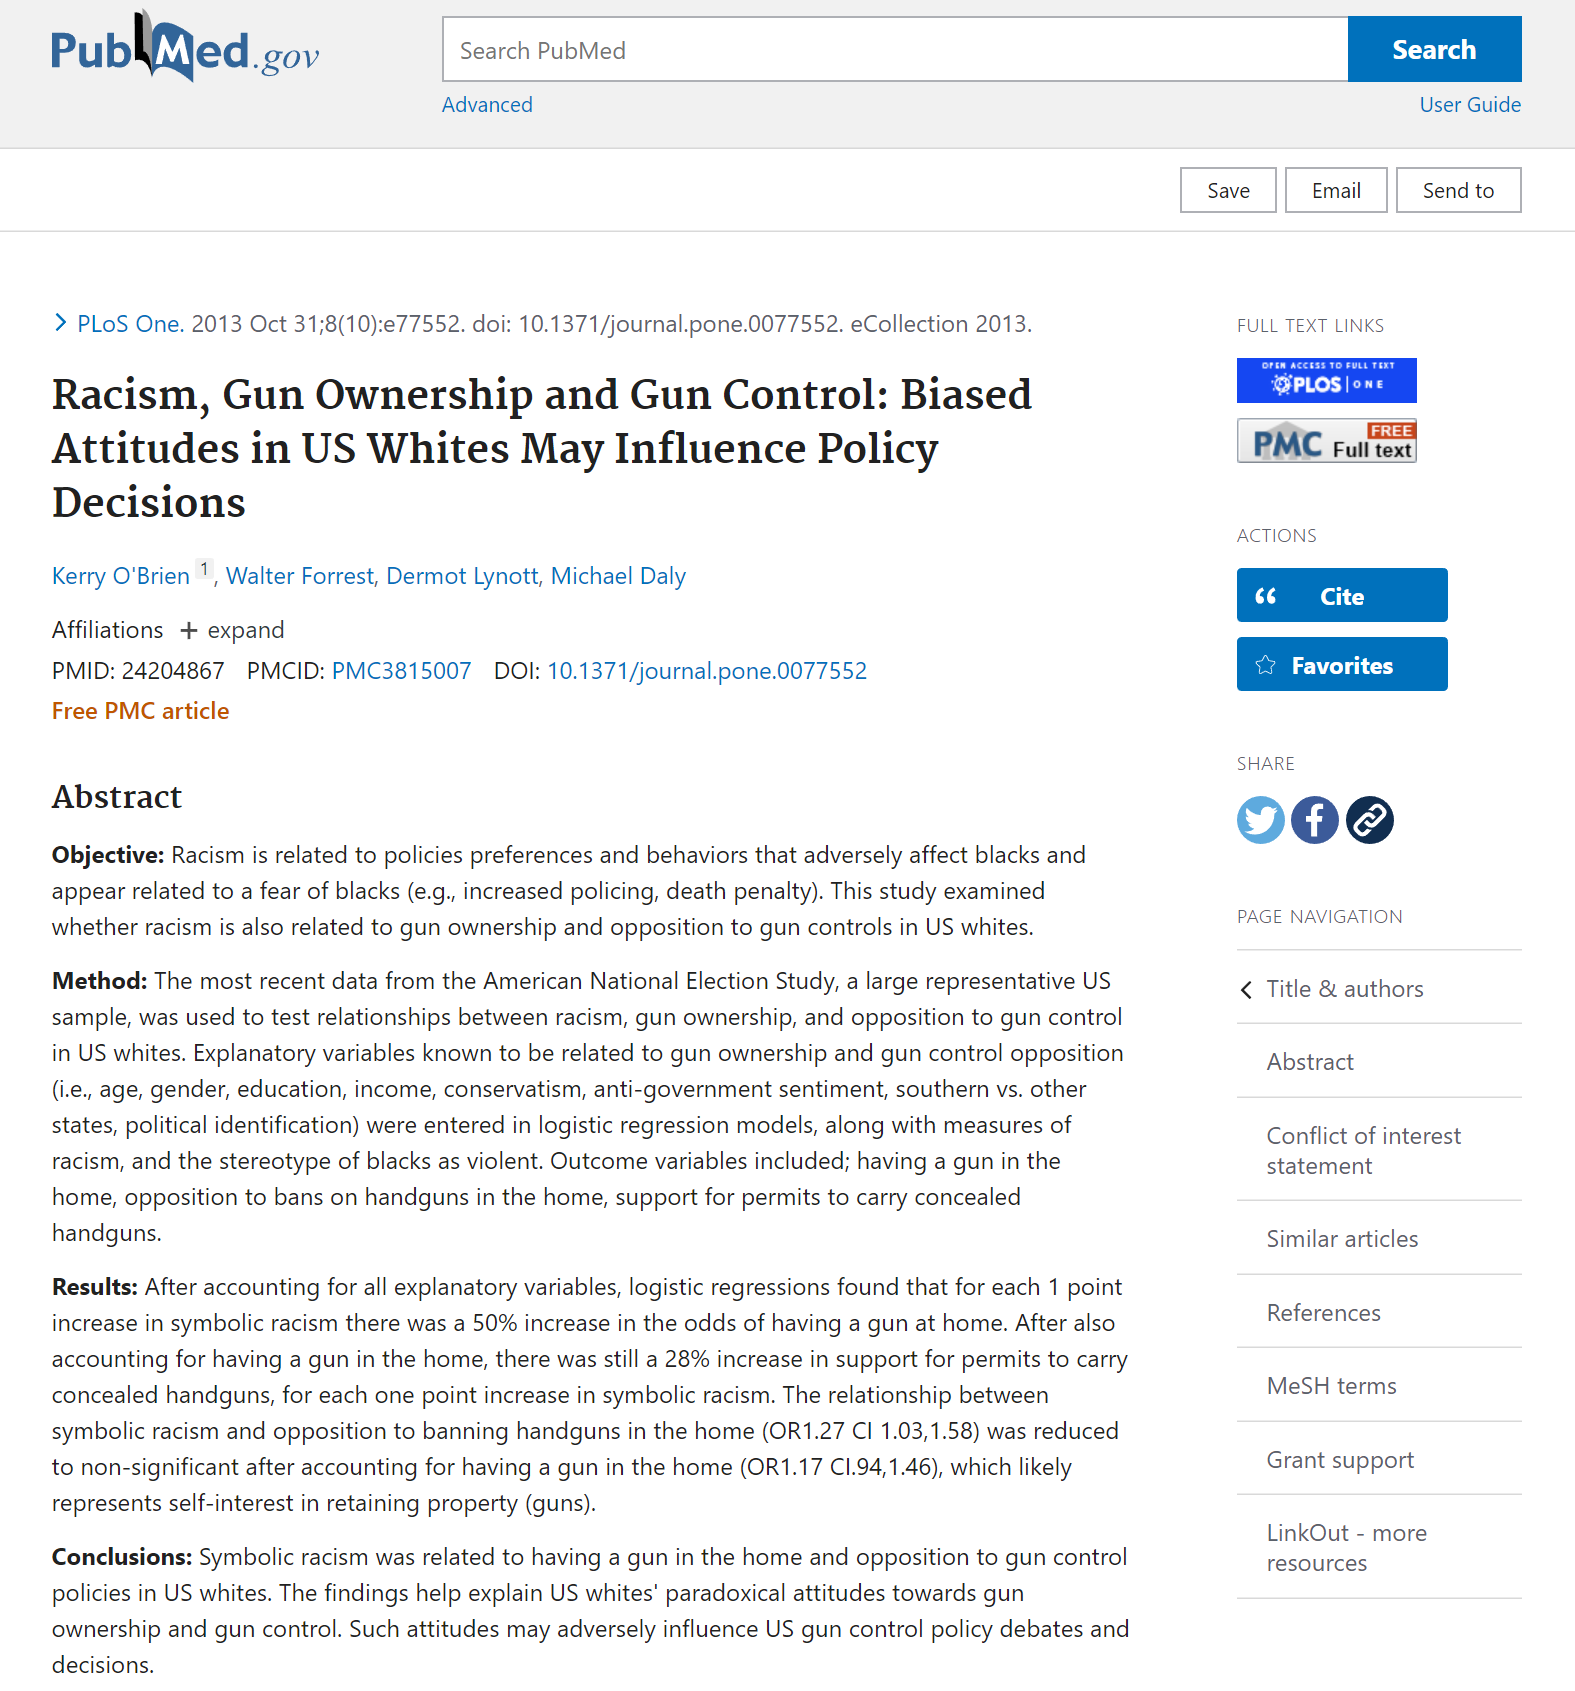 PubMed.gov
Search PubMed
Search
Advanced
User Guide
Save
Email
Send to
PLoS One. 2013 Oct 31;8(10):e77552. doi: 10.1371/journal.pone.0077552. eCollection 2013.
Racism, Gun Ownership and Gun Control: Biased
Attitudes in US Whites May Influence Policy
Decisions
Kerry O'Brien 1, Walter Forrest, Dermot Lynott, Michael Daly
Affiliations + expand
PMID: 24204867 PMCID: PMC3815007 DOI: 10.1371/journal.pone.0077552
Free PMC article
Abstract
Objective: Racism is related to policies preferences and behaviors that adversely affect blacks and
appear related to a fear of blacks (e.g., increased policing, death penalty). This study examined
whether racism is also related to gun ownership and opposition to gun controls in US whites.
Method: The most recent data from the American National Election Study, a large representative US
sample, was used to test relationships between racism, gun ownership, and opposition to gun control
in US whites. Explanatory variables known to be related to gun ownership and gun control opposition
(i.e., age, gender, education, income, conservatism, anti-government sentiment, southern vs. other
states, political identification) were entered in logistic regression models, along with measures of
racism, and the stereotype of blacks as violent. Outcome variables included; having a gun in the
home, opposition to bans on handguns in the home, support for permits to carry concealed
handguns.
Results: After accounting for all explanatory variables, logistic regressions found that for each 1 point
increase in symbolic racism there was a 50% increase in the odds of having a gun at home. After also
accounting for having a gun in the home, there was still a 28% increase in support for permits to carry
concealed handguns, for each one point increase in symbolic racism. The relationship between
symbolic racism and opposition to banning handguns in the home (OR1.27 CI 1.03,1.58) was reduced
to non-significant after accounting for having a gun in the home (OR1.17 CI.94,1.46), which likely
represents self-interest in retaining property (guns).
Conclusions: Symbolic racism was related to having a gun in the home and opposition to gun control
policies in US whites. The findings help explain US whites' paradoxical attitudes towards gun
ownership and gun control. Such attitudes may adversely influence US gun control policy debates and
decisions.
FULL TEXT LINKS
OPEN ACCESS TO FULL TEXT
PLOS | ONE
PMC FREE
Full text
ACTIONS
Cite
Favorites
SHARE
PAGE NAVIGATION
Title & authors
Abstract
Conflict of interest
statement
Similar articles
References
MeSH terms
Grant support
LinkOut - more
resources